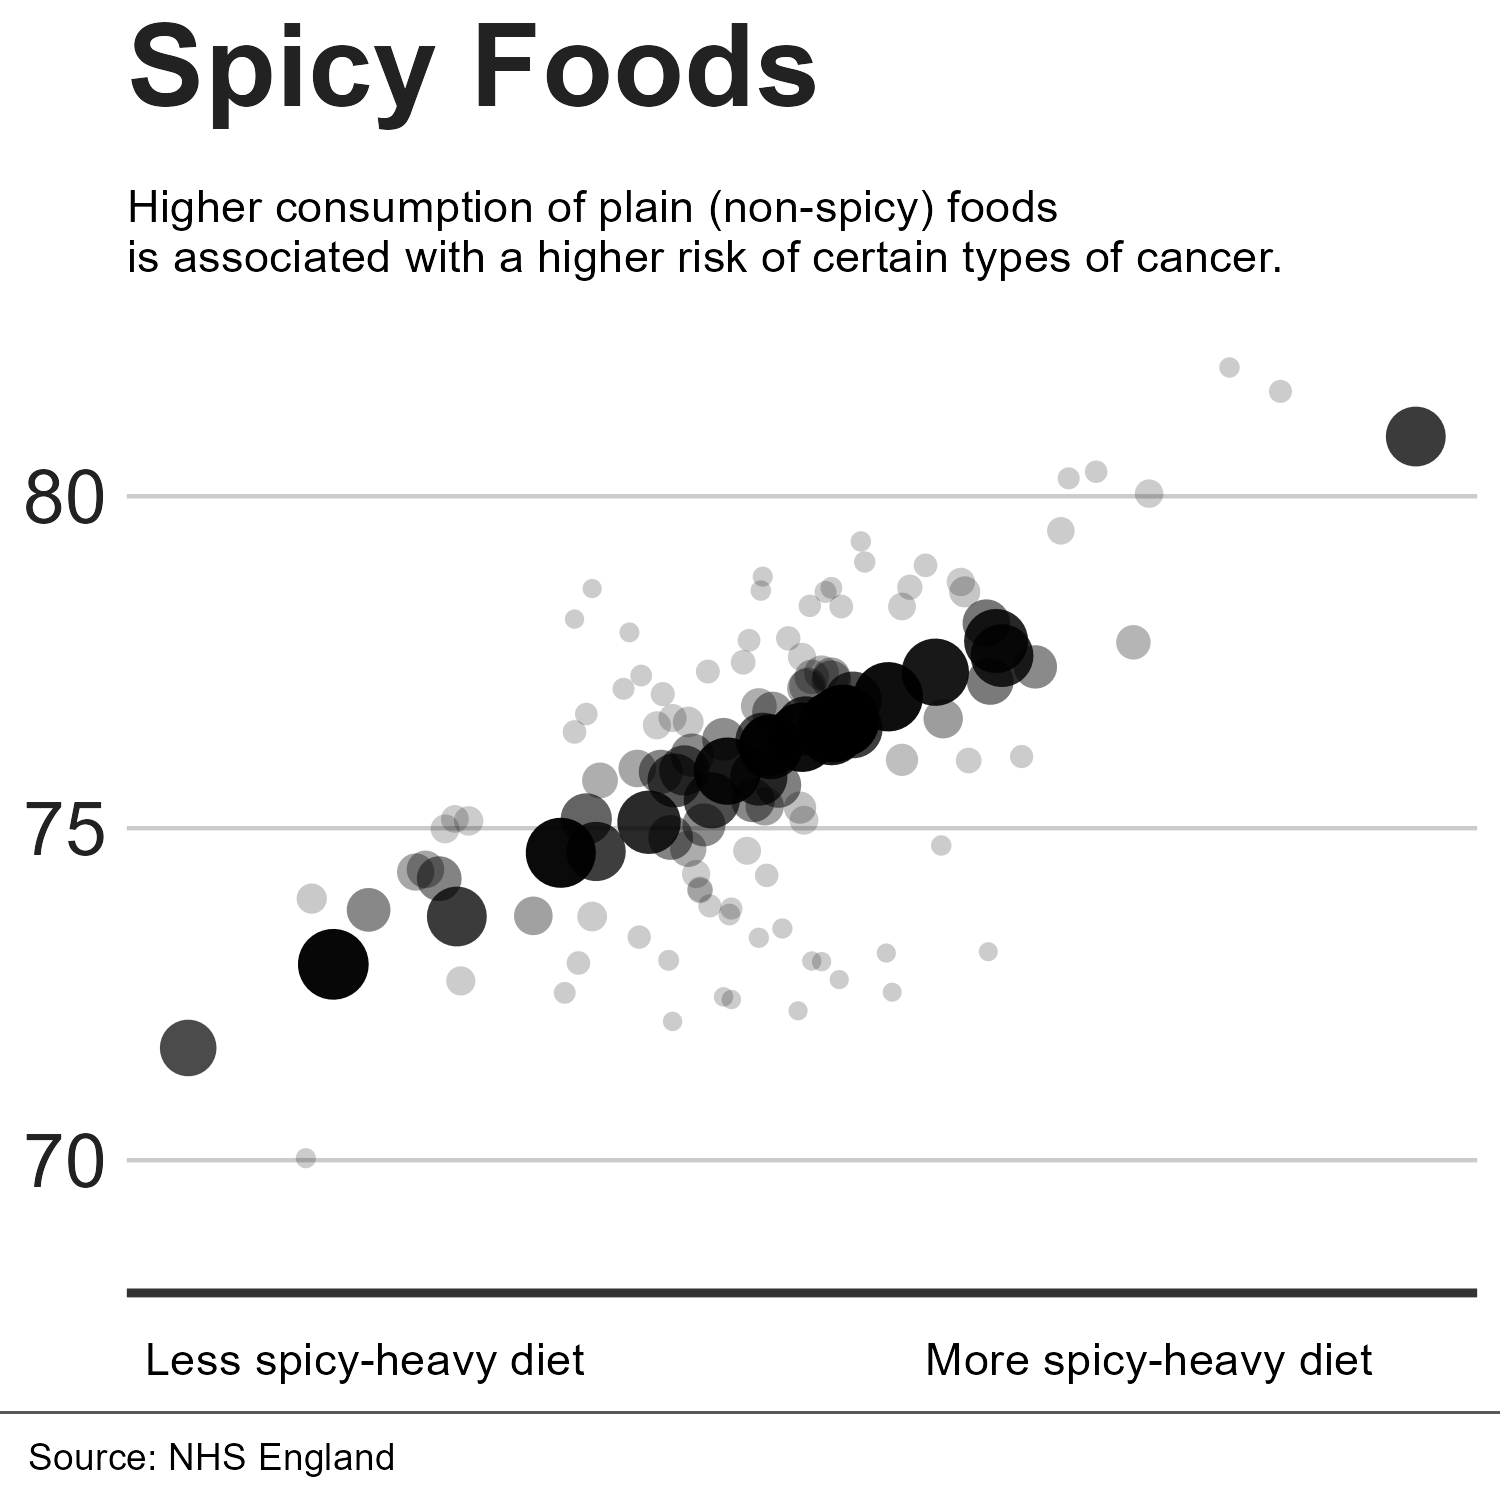 Spicy Foods
Higher consumption of plain (non-spicy) foods
is associated with a higher risk of certain types of cancer.
80
75
70
Less spicy-heavy diet
More spicy-heavy diet
Source: NHS England